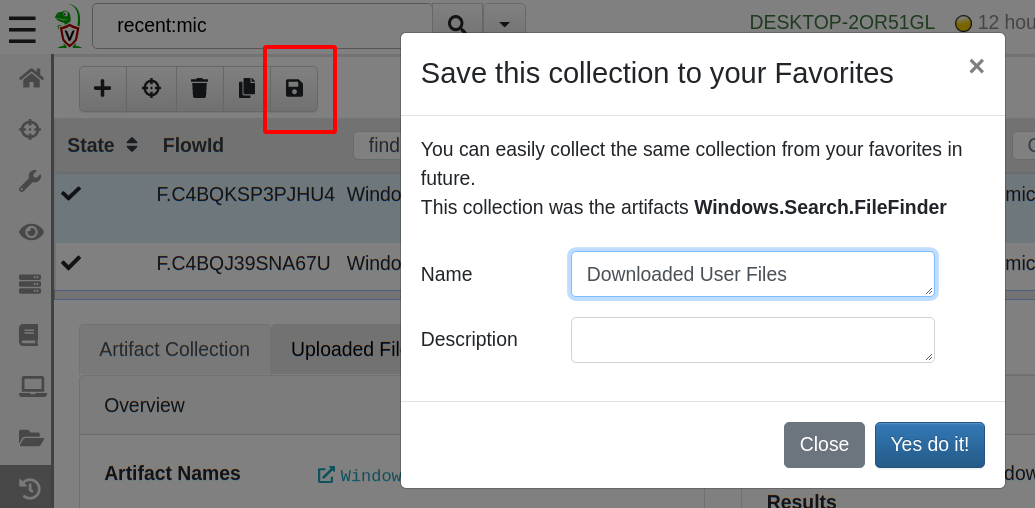 recent:mic
DESKTOP-2OR51GL
12 hou
Save this collection to your Favorites
×
State
FlowId
find
You can easily collect the same collection from your favorites in
future.
This collection was the artifacts Windows.Search.FileFinder
F.C4BQKSP3PJHU4
Windo
mic
F.C4BQJ39SNA67U
Windo
mic
Name
Downloaded User Files
Description
Artifact Collection
Uploaded Fil
Overview
Close
Yes do it!
Artifact Names
Window
dow
Results